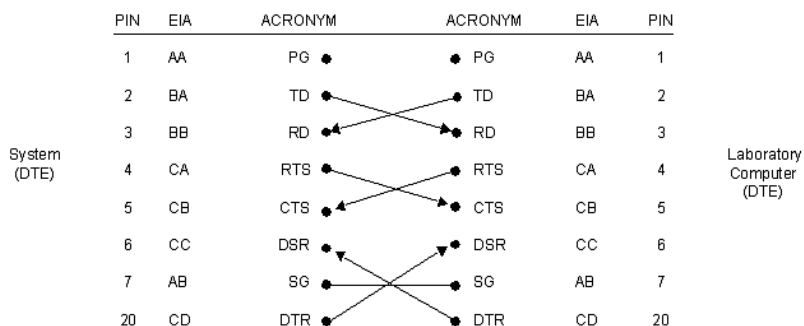 PIN EIA ACRONYM ACRONYM EIA PIN
1 AA PG PG AA 1
2 BA TD TD BA 2
3 BB RD RD BB 3
System
(DTE)
4 CA RTS RTS CA 4
Laboratory
Computer
(DTE)
5 CB CTS CTS CB 5
6 CC DSR DSR CC 6
7 AB SG SG AB 7
20 CD DTR DTR CD 20